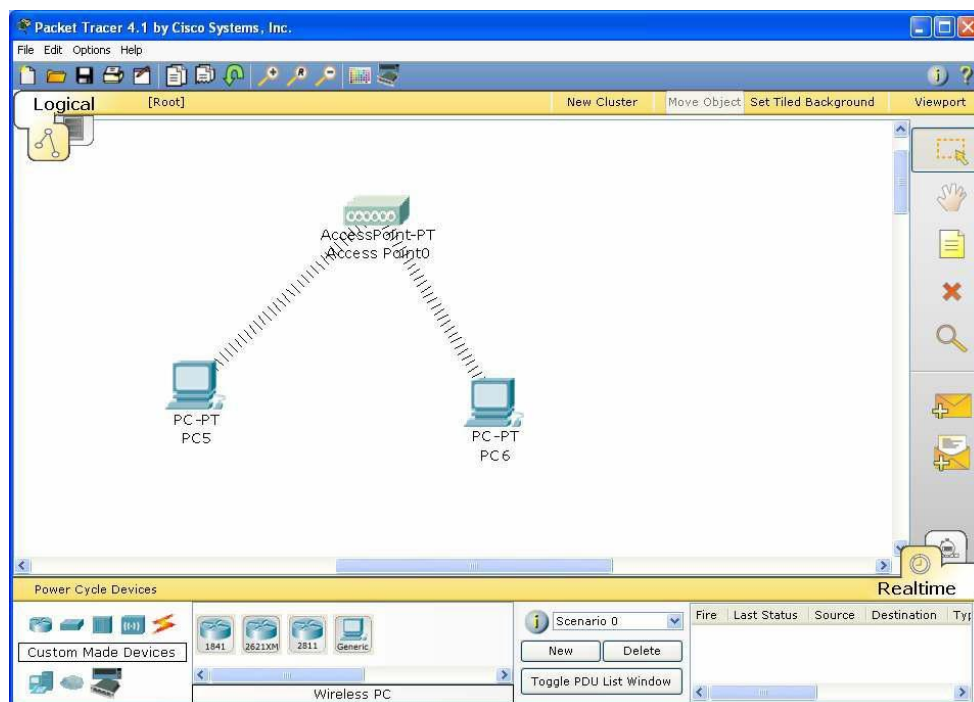 Packet Tracer 4.1 by Cisco Systems, Inc.
File Edit Options Help
Logical [Root] New Cluster Move Object Set Tiled Background Viewport
AccessPoint-PT
Access Point0
PC-PT
PC5
PC-PT
PC6
Power Cycle Devices Realtime
Custom Made Devices
1841 2621XM 2811 Generic
Wireless PC
Scenario 0
New Delete
Toggle PDU List Window
Fire Last Status Source Destination Typ